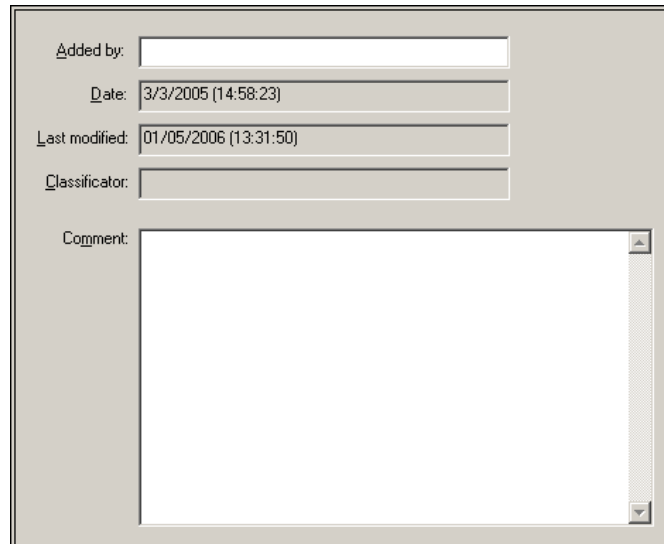 Added by:
Date: 3/3/2005 (14:58:23)
Last modified: 01/05/2006 (13:31:50)
Classificator:
Comment: